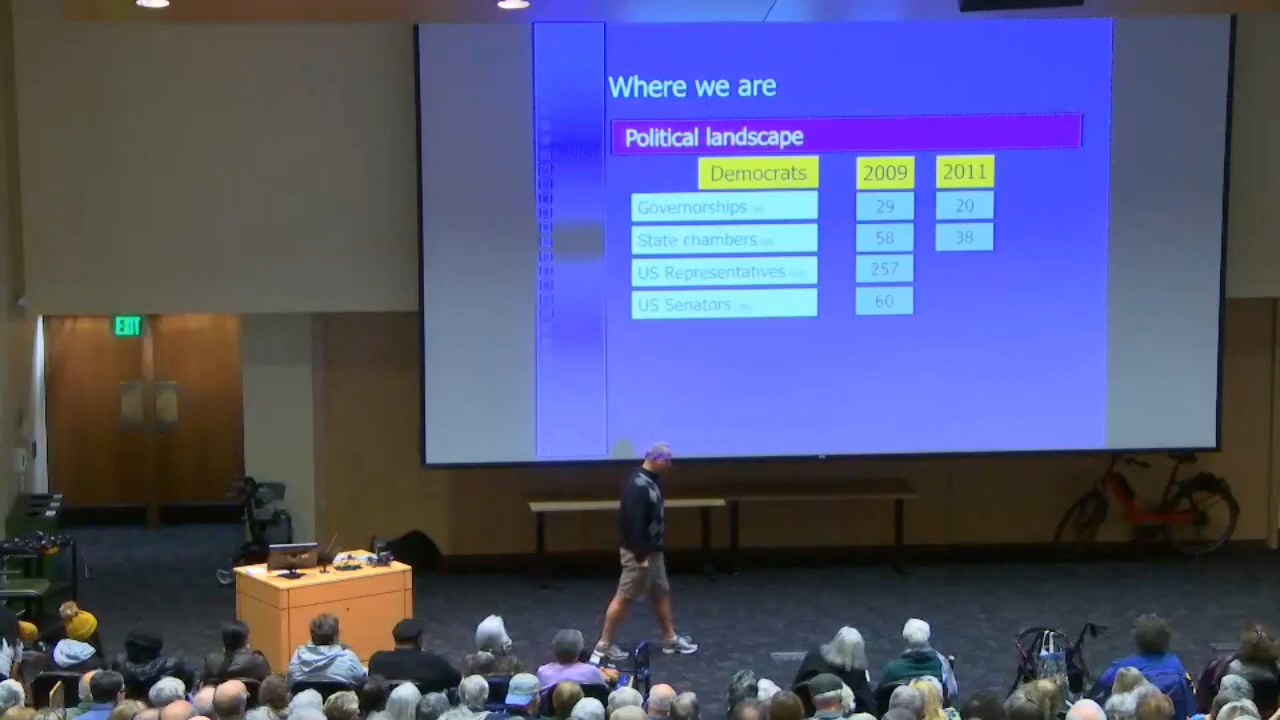 EXIT
Where we are
Political landscape
Democrats 2009 2011
Governorships 29 20
State chambers 58 38
US Representatives 257
US Senators 60